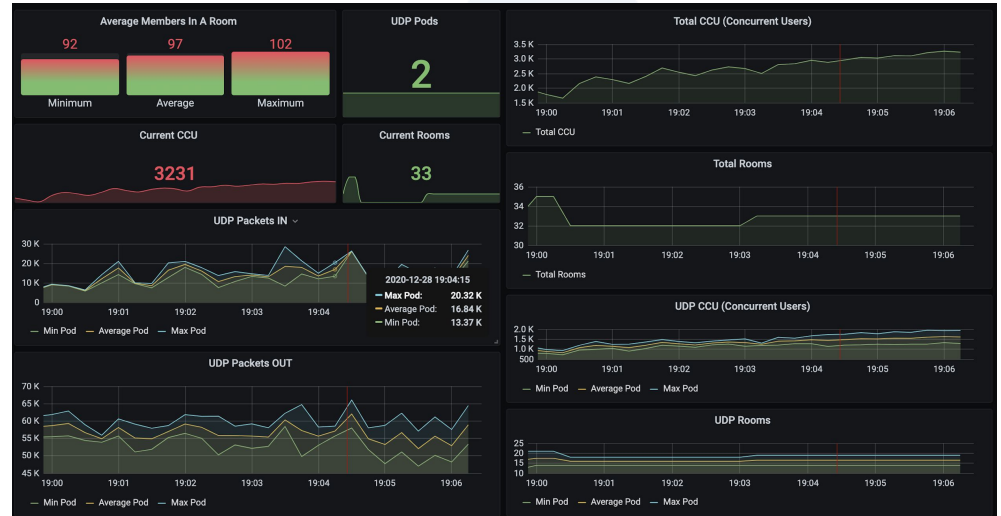 Average Members In A Room
92
97
102
Minimum
Average
Maximum
UDP Pods
2
Current CCU
3231
Current Rooms
33
UDP Packets IN
30 K
20 K
10 K
0
19:00 19:01 19:02 19:03 19:04
Min Pod Average Pod Max Pod
2020-12-28 19:04:15
Max Pod: 20.32 K
Average Pod: 16.84 K
Min Pod: 13.37 K
UDP Packets OUT
70 K
65 K
60 K
55 K
50 K
45 K
19:00 19:01 19:02 19:03 19:04 19:05 19:06
Min Pod Average Pod Max Pod
Total CCU (Concurrent Users)
3.5 K
3.0 K
2.5 K
2.0 K
1.5 K
19:00 19:01 19:02 19:03 19:04 19:05 19:06
Total CCU
Total Rooms
36
34
32
30
19:00 19:01 19:02 19:03 19:04 19:05 19:06
Total Rooms
UDP CCU (Concurrent Users)
2.0 K
1.5 K
1.0 K
500
19:00 19:01 19:02 19:03 19:04 19:05 19:06
Min Pod Average Pod Max Pod
UDP Rooms
25
20
15
10
19:00 19:01 19:02 19:03 19:04 19:05 19:06
Min Pod Average Pod Max Pod